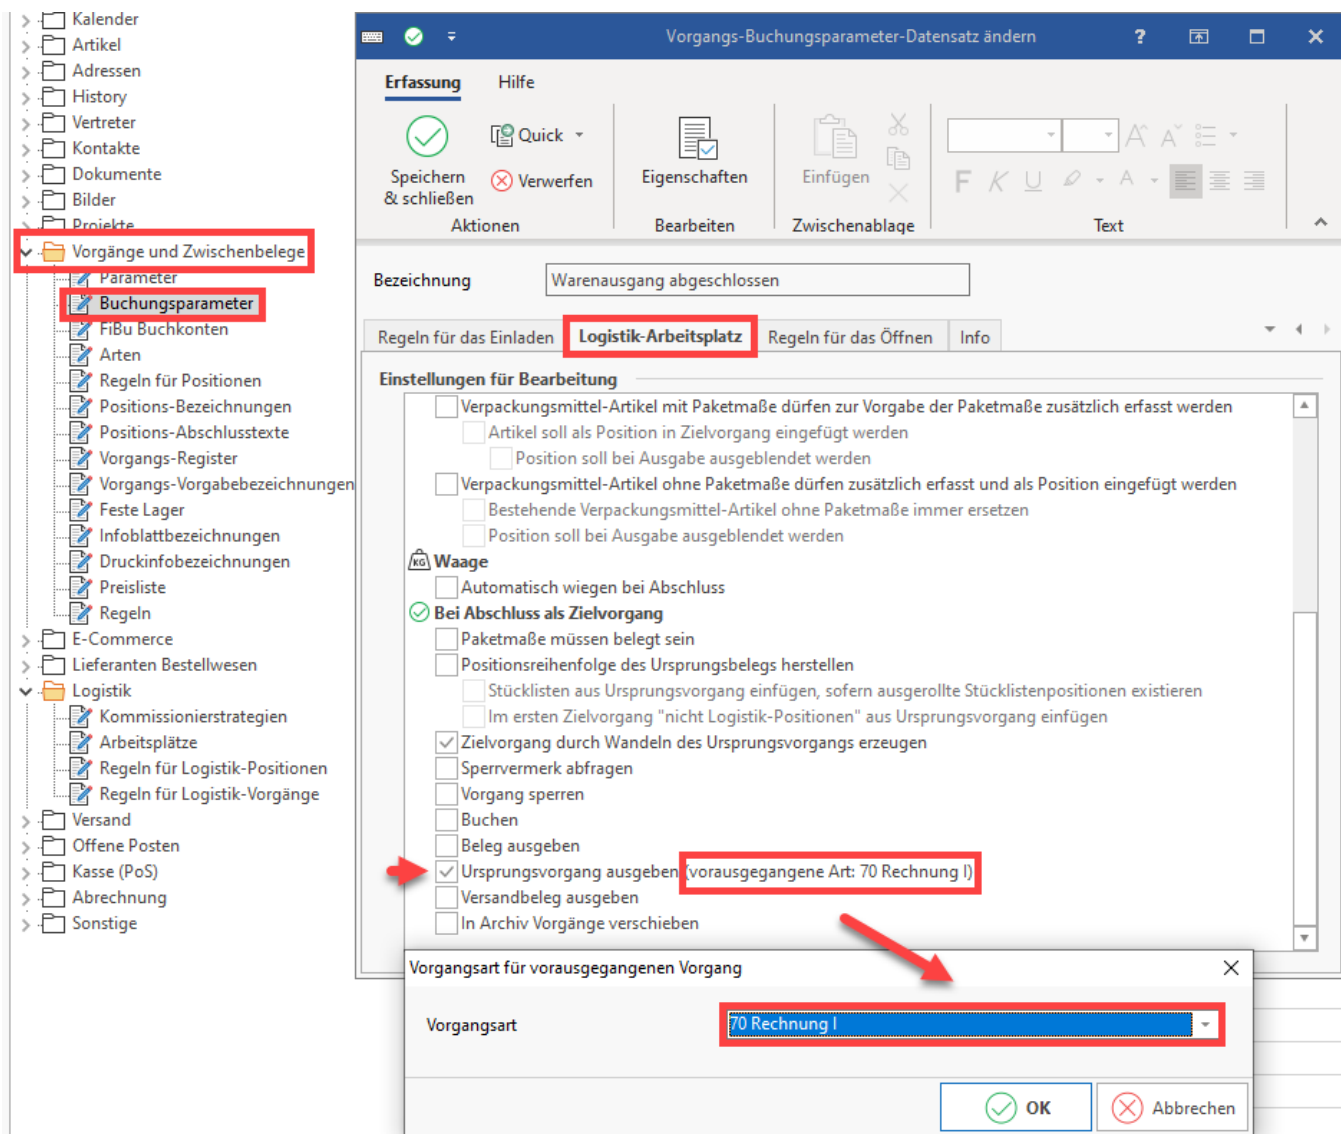 Kalender
Artikel
Adressen
History
Vertreter
Kontakte
Dokumente
Bilder
Projekte
Vorgänge und Zwischenbelege
Parameter
Buchungsparameter
FiBu Buchkonten
Arten
Regeln für Positionen
Positions-Bezeichnungen
Positions-Abschlusstexte
Vorgangs-Register
Vorgangs-Vorgabebezeichnungen
Feste Lager
Infoblattbezeichnungen
Druckinfobezeichnungen
Preisliste
Regeln
E-Commerce
Lieferanten Bestellwesen
Logistik
Kommissionierstrategien
Arbeitsplätze
Regeln für Logistik-Positionen
Regeln für Logistik-Vorgänge
Versand
Offene Posten
Kasse (PoS)
Abrechnung
Sonstige
Vorgangs-Buchungsparameter-Datensatz ändern
?
Erfassung Hilfe
Speichern & schließen
Quick
Verwerfen
Aktionen
Eigenschaften
Bearbeiten
Einfügen
Zwischenablage
A A
F K U A
Text
Bezeichnung Warenausgang abgeschlossen
Regeln für das Einladen Logistik-Arbeitsplatz Regeln für das Öffnen Info
Einstellungen für Bearbeitung
Verpackungsmittel-Artikel mit Paketmaße dürfen zur Vorgabe der Paketmaße zusätzlich erfasst werden
Artikel soll als Position in Zielvorgang eingefügt werden
Position soll bei Ausgabe ausgeblendet werden
Verpackungsmittel-Artikel ohne Paketmaße dürfen zusätzlich erfasst und als Position eingefügt werden
Bestehende Verpackungsmittel-Artikel ohne Paketmaße immer ersetzen
Position soll bei Ausgabe ausgeblendet werden
KG Waage
Automatisch wiegen bei Abschluss
Bei Abschluss als Zielvorgang
Paketmaße müssen belegt sein
Positionsreihenfolge des Ursprungsbelegs herstellen
Stücklisten aus Ursprungsvorgang einfügen, sofern ausgerollte Stücklistenpositionen existieren
Im ersten Zielvorgang "nicht Logistik-Positionen" aus Ursprungsvorgang einfügen
Zielvorgang durch Wandeln des Ursprungsvorgangs erzeugen
Sperrvermerk abfragen
Vorgang sperren
Buchen
Beleg ausgeben
Ursprungsvorgang ausgeben (vorausgegangene Art: 70 Rechnung I)
Versandbeleg ausgeben
In Archiv Vorgänge verschieben
Vorgangsart für vorausgegangenen Vorgang
Vorgangsart 70 Rechnung I
OK Abbrechen